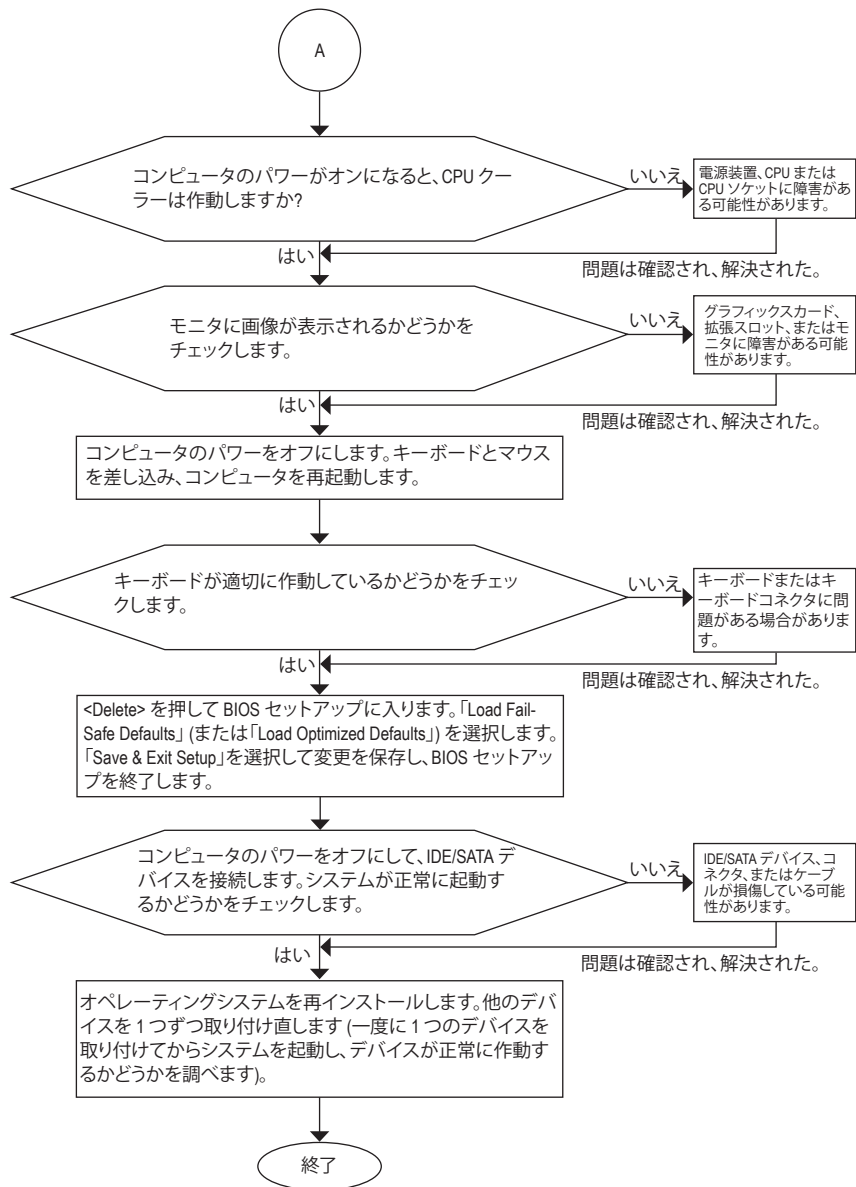 A
コンピュータのパワーがオンになると、CPU クー
ラーは作動しますか?
いいえ
電源装置、CPU または
CPU ソケットに障害があ
る可能性があります。
はい
問題は確認され、解決された。
モニタに画像が表示されるかどうかを
チェックします。
いいえ
グラフィックスカード、
拡張スロット、またはモ
ニタに障害がある可能
性があります。
はい
問題は確認され、解決された。
コンピュータのパワーをオフにします。キーボードとマウス
を差し込み、コンピュータを再起動します。
キーボードが適切に作動しているかどうかをチェッ
クします。
いいえ
キーボードまたはキ
ーボードコネクタに問
題がある場合がありま
す。
はい
問題は確認され、解決された。
<Delete> を押して BIOS セットアップに入ります。「Load Fail-
Safe Defaults」 (または「Load Optimized Defaults」) を選択します。
「Save & Exit Setup」を選択して変更を保存し、BIOS セットアッ
プを終了します。
コンピュータのパワーをオフにして、IDE/SATA デ
バイスを接続します。システムが正常に起動す
るかどうかをチェックします。
いいえ
IDE/SATA デバイス、コ
ネクタ、またはケーブ
ルが損傷している可能
性があります。
はい
問題は確認され、解決された。
オペレーティングシステムを再インストールします。他のデバ
イスを 1 つずつ取り付け直します (一度に 1 つのデバイスを
取り付けてからシステムを起動し、デバイスが正常に作動す
るかどうかを調べます)。
終了